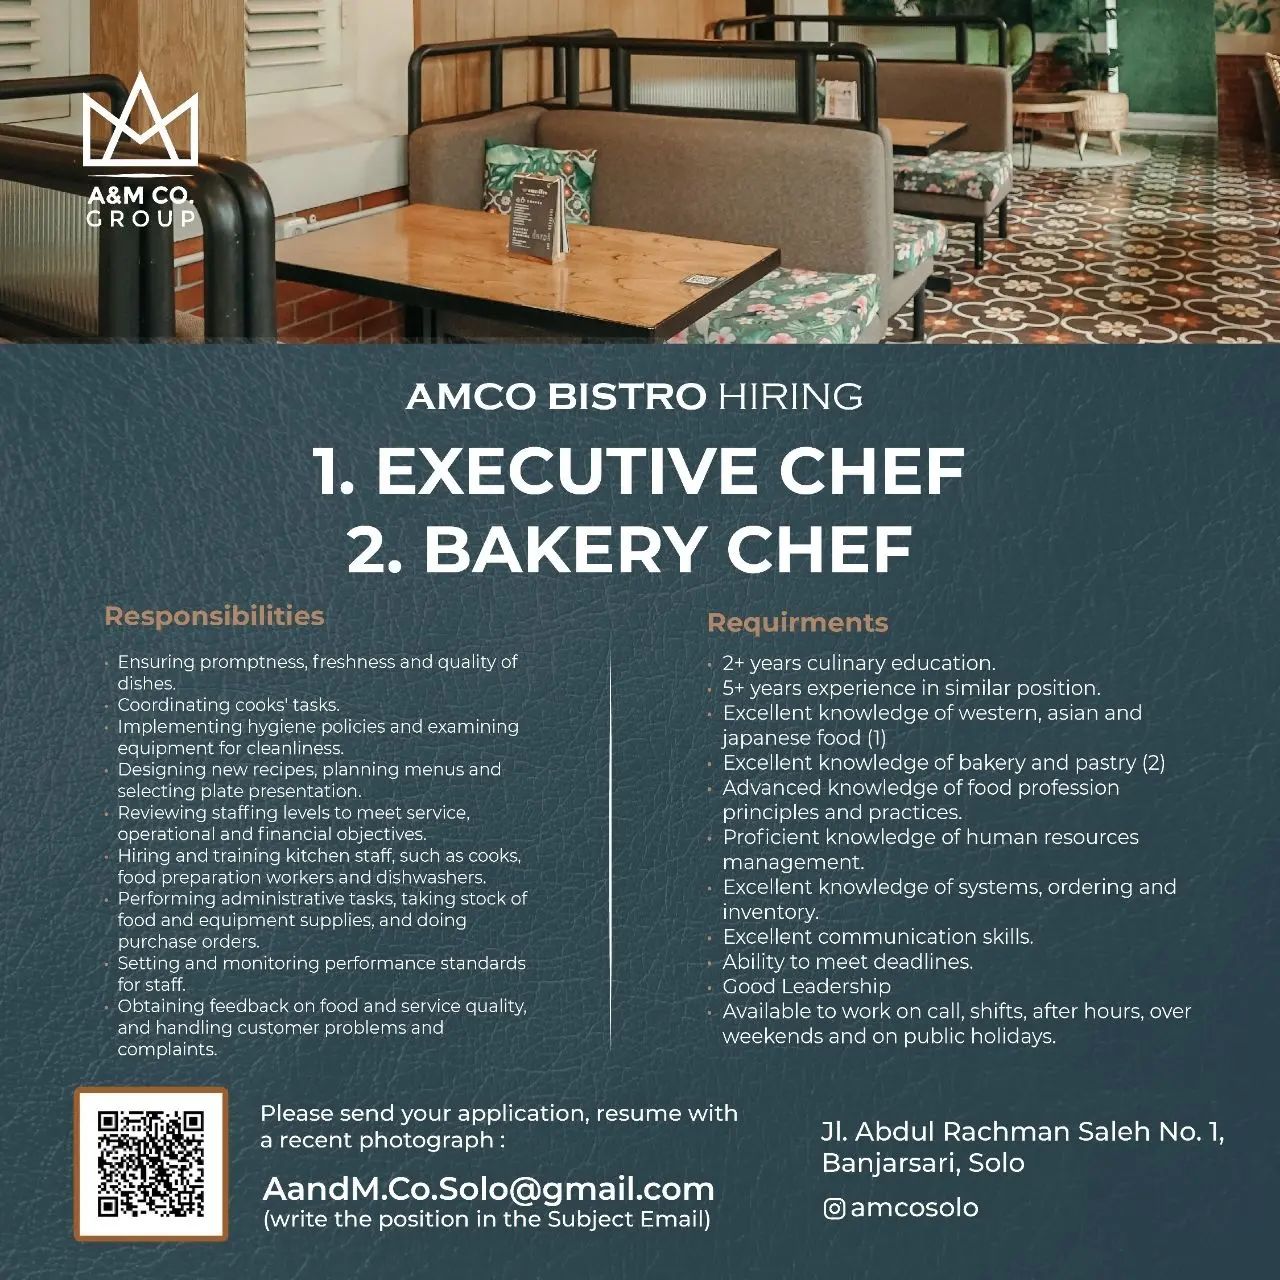 A&M CO.
GROUP
AMCO BISTRO HIRING
1. EXECUTIVE CHEF
2. BAKERY CHEF
Responsibilities
• Ensuring promptness, freshness and quality of
dishes.
• Coordinating cooks' tasks.
• Implementing hygiene policies and examining
equipment for cleanliness.
• Designing new recipes, planning menus and
selecting plate presentation.
• Reviewing staffing levels to meet service,
operational and financial objectives.
• Hiring and training kitchen staff, such as cooks,
food preparation workers and dishwashers.
• Performing administrative tasks, taking stock of
food and equipment supplies, and doing
purchase orders.
• Setting and monitoring performance standards
for staff.
• Obtaining feedback on food and service quality,
and handling customer problems and
complaints.
Requirments
• 2+ years culinary education.
• 5+ years experience in similar position.
• Excellent knowledge of western, asian and
japanese food (1)
• Excellent knowledge of bakery and pastry (2)
• Advanced knowledge of food profession
principles and practices.
• Proficient knowledge of human resources
management.
• Excellent knowledge of systems, ordering and
inventory.
• Excellent communication skills.
• Ability to meet deadlines.
• Good Leadership
• Available to work on call, shifts, after hours, over
weekends and on public holidays.
Please send your application, resume with
a recent photograph :
AandM.Co.Solo@gmail.com
(write the position in the Subject Email)
Jl. Abdul Rachman Saleh No. 1,
Banjarsari, Solo
amcosolo